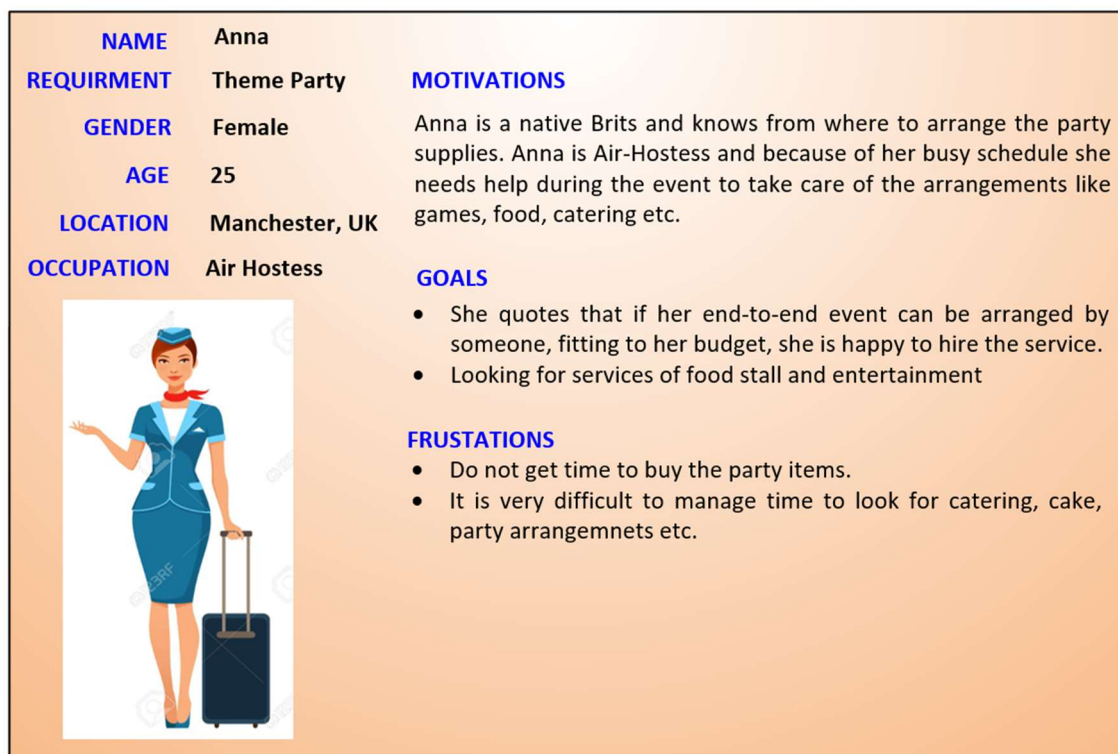 NAME Anna
REQUIRMENT Theme Party
GENDER Female
AGE 25
LOCATION Manchester, UK
OCCUPATION Air Hostess
MOTIVATIONS
Anna is a native Brits and knows from where to arrange the party
supplies. Anna is Air-Hostess and because of her busy schedule she
needs help during the event to take care of the arrangements like
games, food, catering etc.
GOALS
• She quotes that if her end-to-end event can be arranged by
someone, fitting to her budget, she is happy to hire the service.
• Looking for services of food stall and entertainment
FRUSTATIONS
• Do not get time to buy the party items.
• It is very difficult to manage time to look for catering, cake,
party arrangemnets etc.
123RF